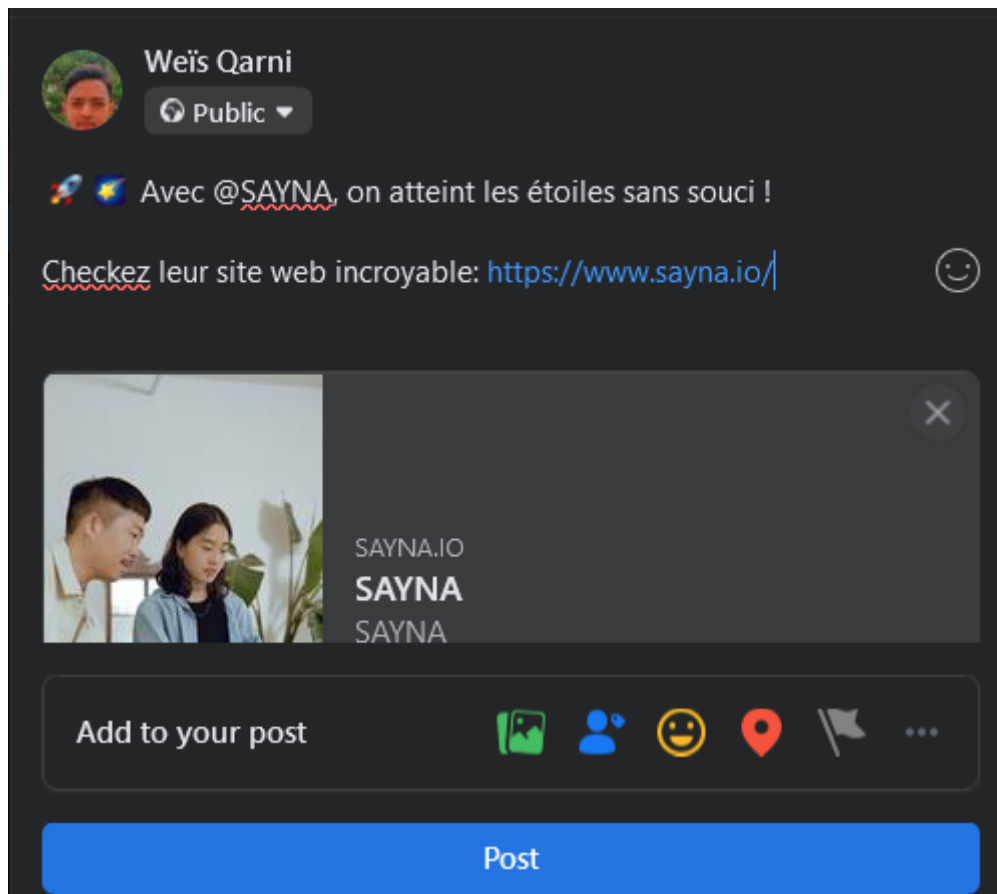 Weïs Qarni
Public
🚀 🌠 Avec @SAYNA, on atteint les étoiles sans souci !
Checkez leur site web incroyable: https://www.sayna.io/
SAYNA.IO
SAYNA
SAYNA
Add to your post
Post